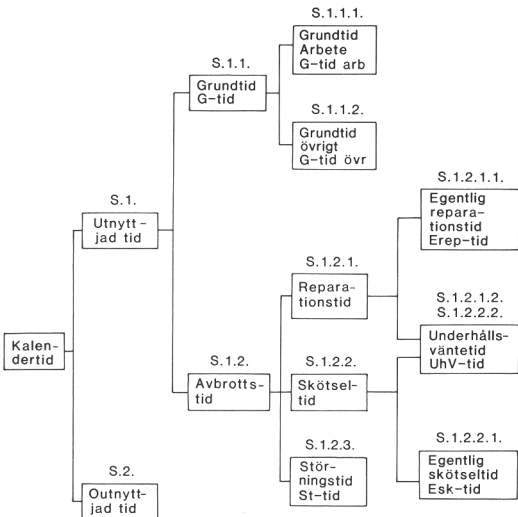 S.1.1.1.
Grundtid
Arbete
G-tid arb
S.1.1.
Grundtid
G-tid
S.1.1.2.
Grundtid
övrigt
G-tid övr
S.1.
Utnytt-
jad tid
S.1.2.1.1.
Egentlig
repara-
tionstid
Erep-tid
S.1.2.1.
Repara-
tionstid
S.1.2.1.2.
S.1.2.2.2.
Underhålls-
väntetid
UhV-tid
Kalen-
dertid
S.1.2.
Avbrotts-
tid
S.1.2.2.
Skötsel-
tid
S.1.2.2.1.
Egentlig
skötseltid
Esk-tid
S.1.2.3.
Stör-
ningstid
St-tid
S.2.
Outnytt-
jad tid